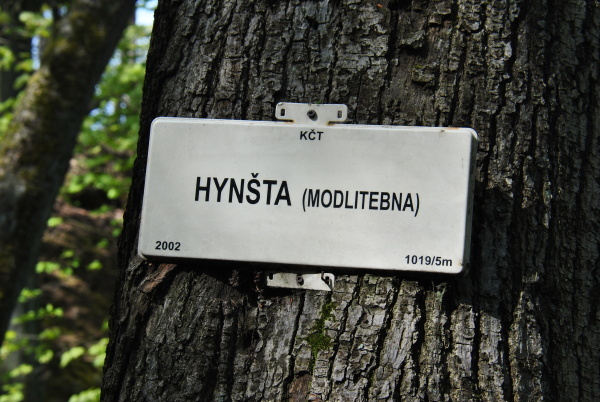 KČT
HYNŠTA (MODLITEBNA)
2002 1019/5m